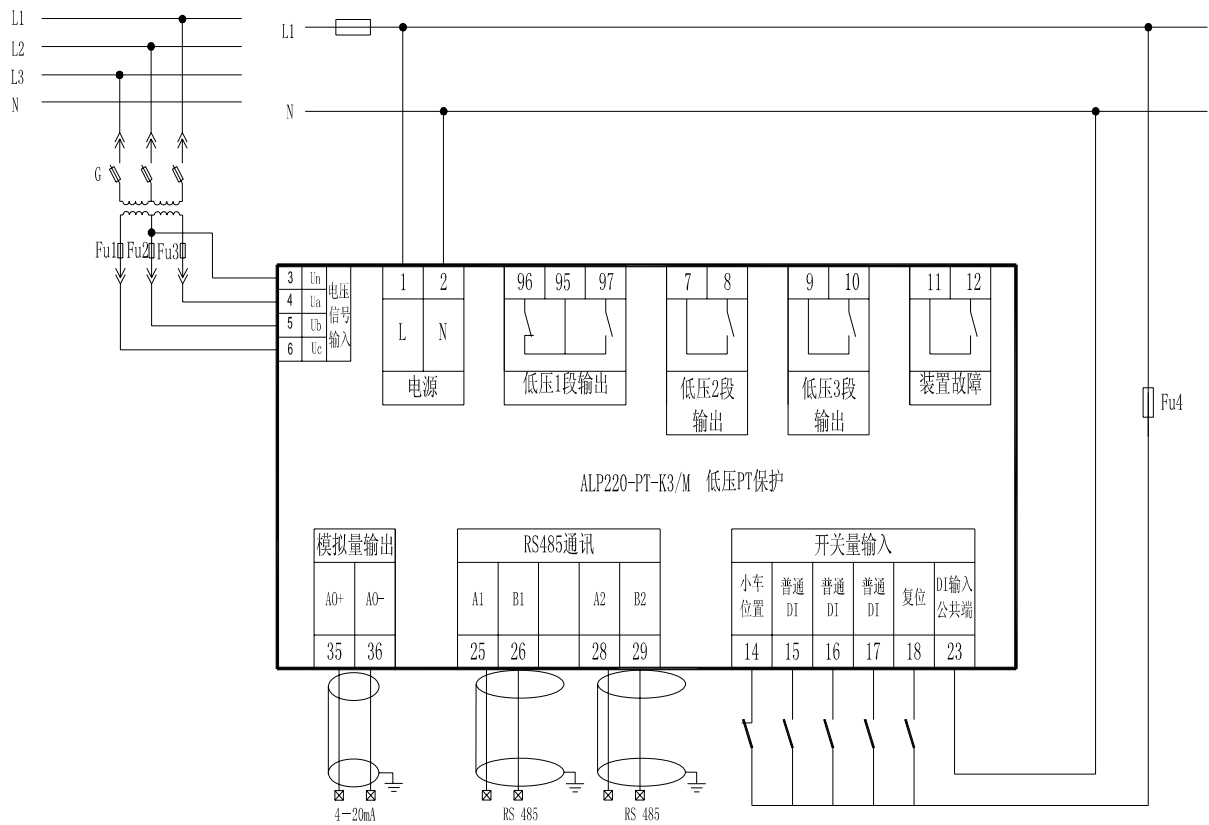 L1
L2
L3
N
L1
N
G
Fu1 Fu2 Fu3
3 Un
4 Ua
5 Ub
6 Uc
电压
信号
输入
1 2
L N
电源
96 95 97
低压1段输出
7 8
低压2段
输出
9 10
低压3段
输出
11 12
装置故障
Fu4
ALP220-PT-K3/M 低压PT保护
模拟量输出
AO+ AO-
35 36
4-20mA
RS485通讯
A1 B1 A2 B2
25 26 28 29
RS 485 RS 485
开关量输入
小车
位置
普通
DI
普通
DI
普通
DI
复位
DI输入
公共端
14 15 16 17 18 23